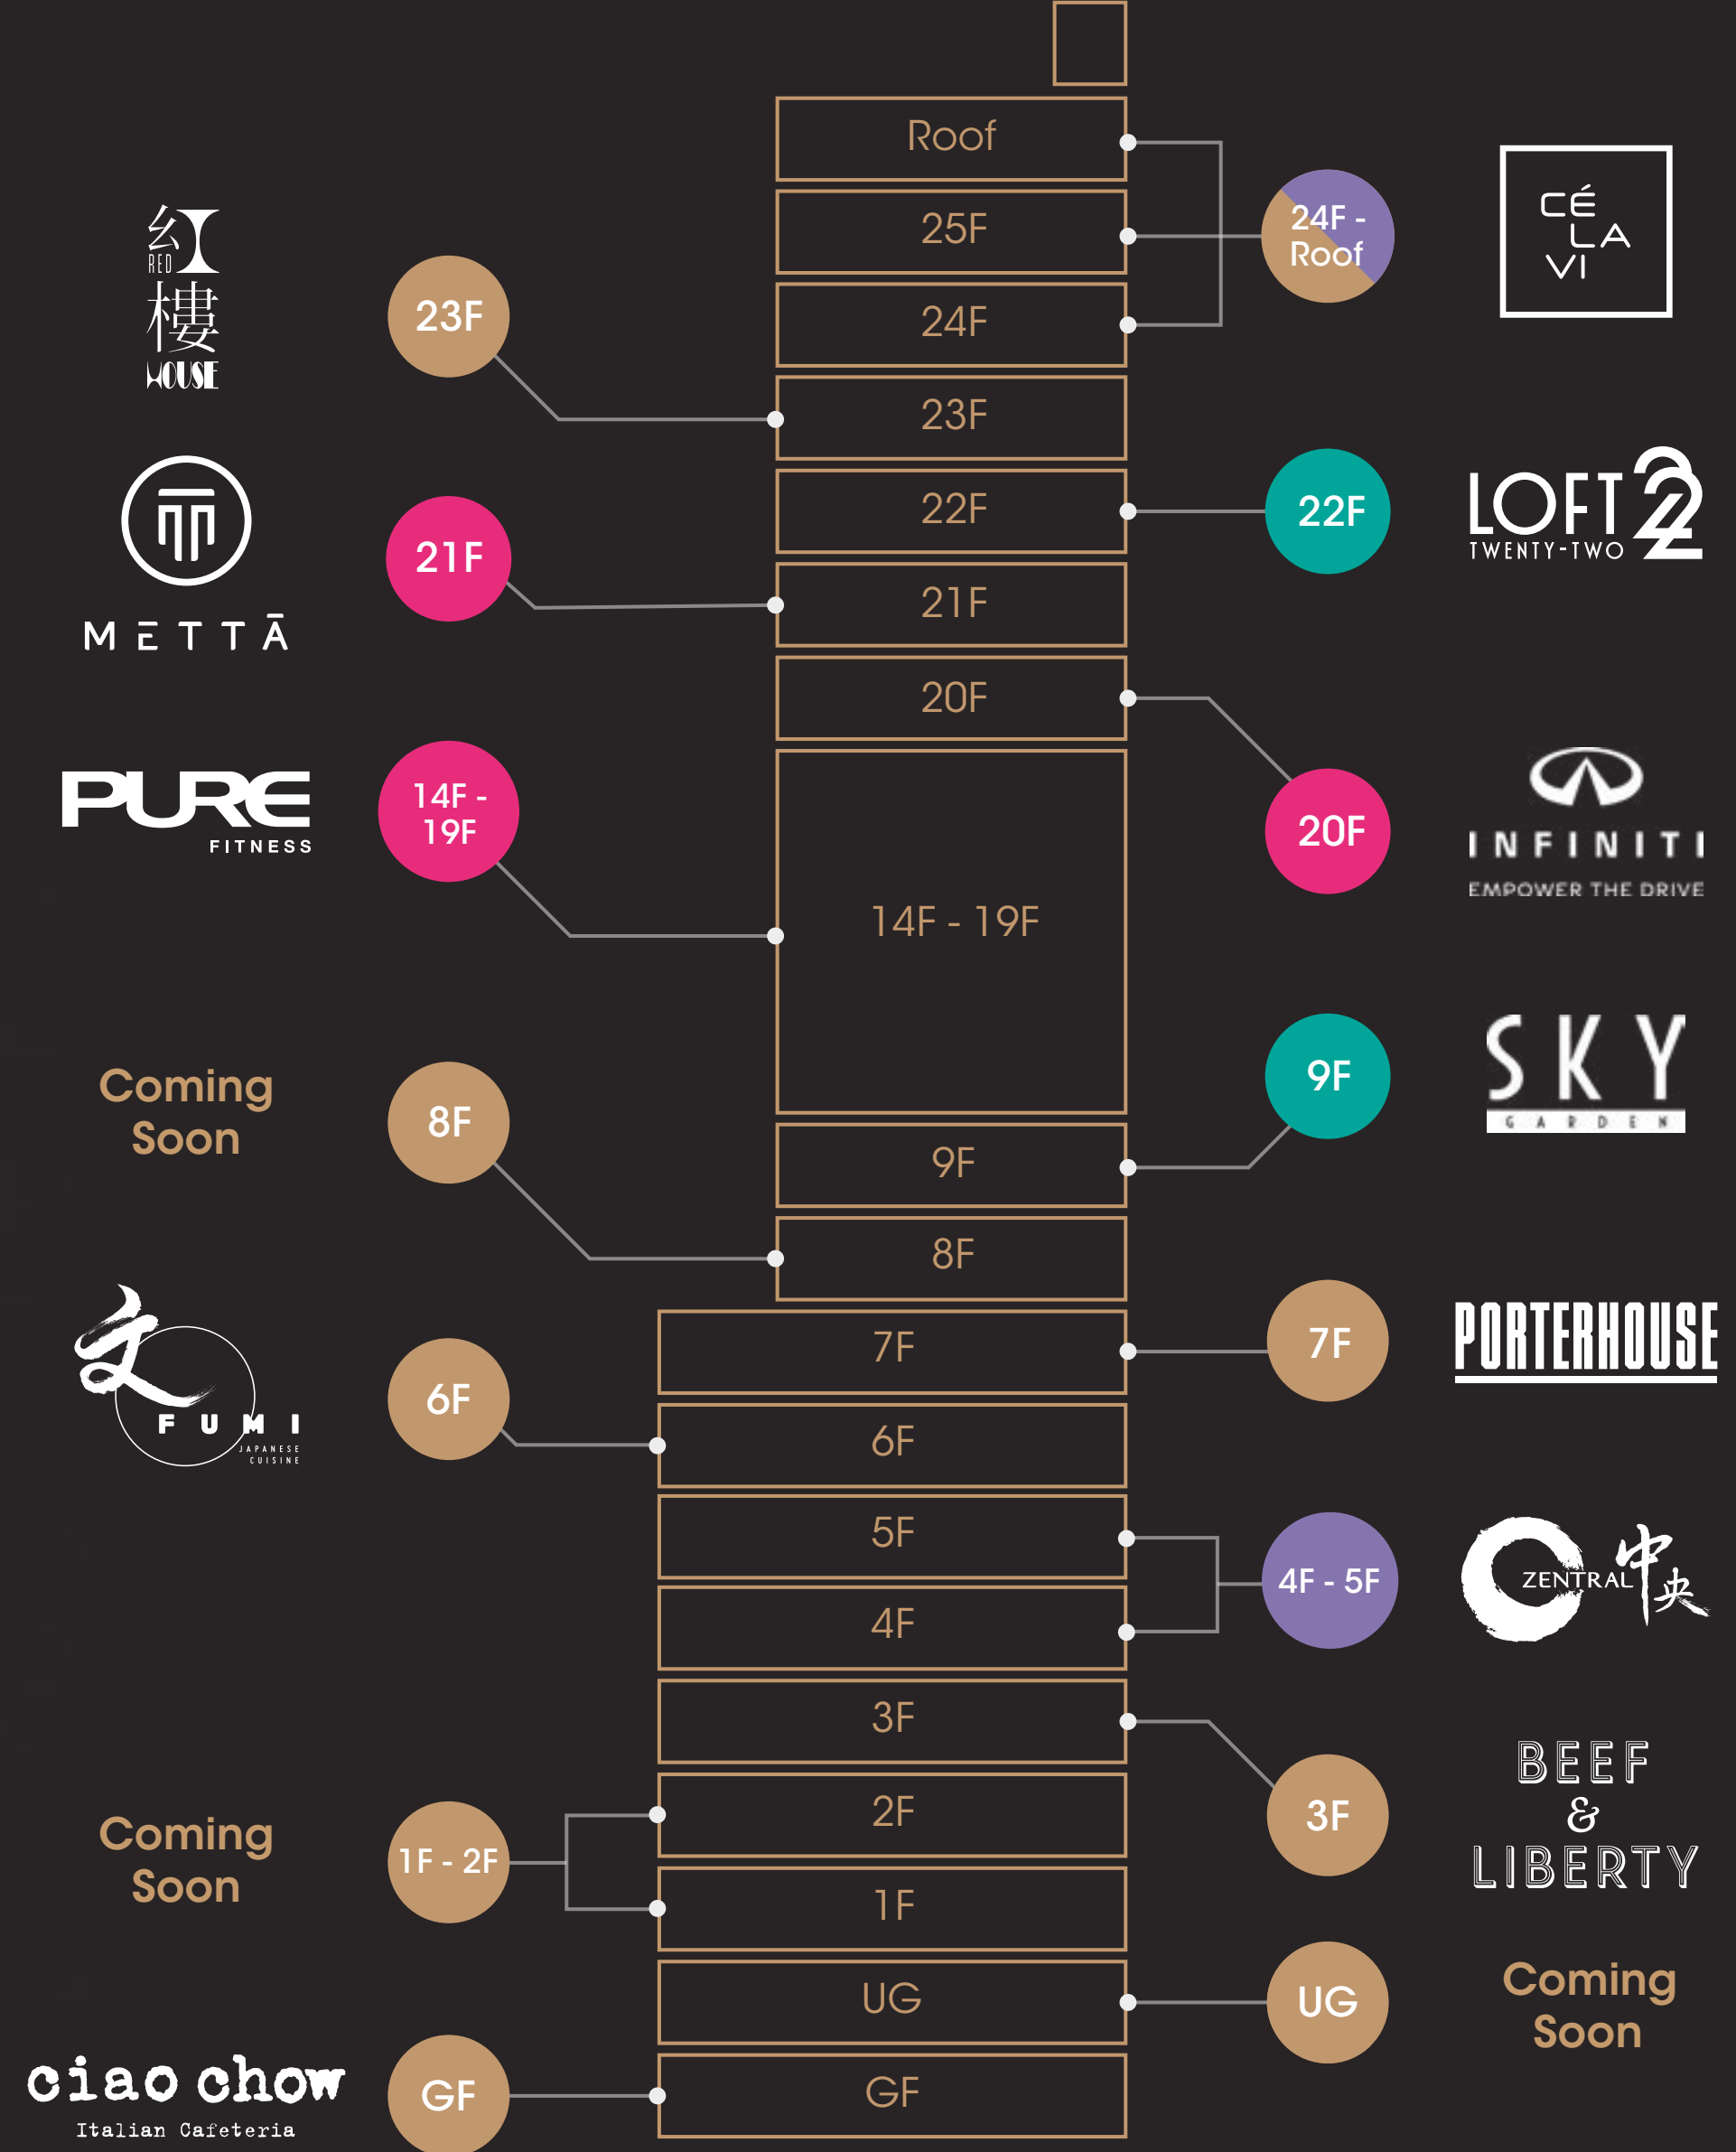 Roof
25F
24F
23F
22F
21F
20F
14F - 19F
9F
8F
7F
6F
5F
4F
3F
2F
1F
UG
GF
紅
RED
樓
HOUSE
23F
METTĀ
21F
PURE
FITNESS
14F -
19F
Coming
Soon
8F
文
FUMI
JAPANESE
CUISINE
6F
Coming
Soon
1F - 2F
ciao chow
Italian Cafeteria
GF
24F -
Roof
CÉ
LA
VI
22F
LOFT 22
TWENTY-TWO
20F
INFINITI
EMPOWER THE DRIVE
9F
SKY
GARDEN
7F
PORTERHOUSE
4F - 5F
ZENTRAL 中央
3F
BEEF
&
LIBERTY
UG
Coming
Soon